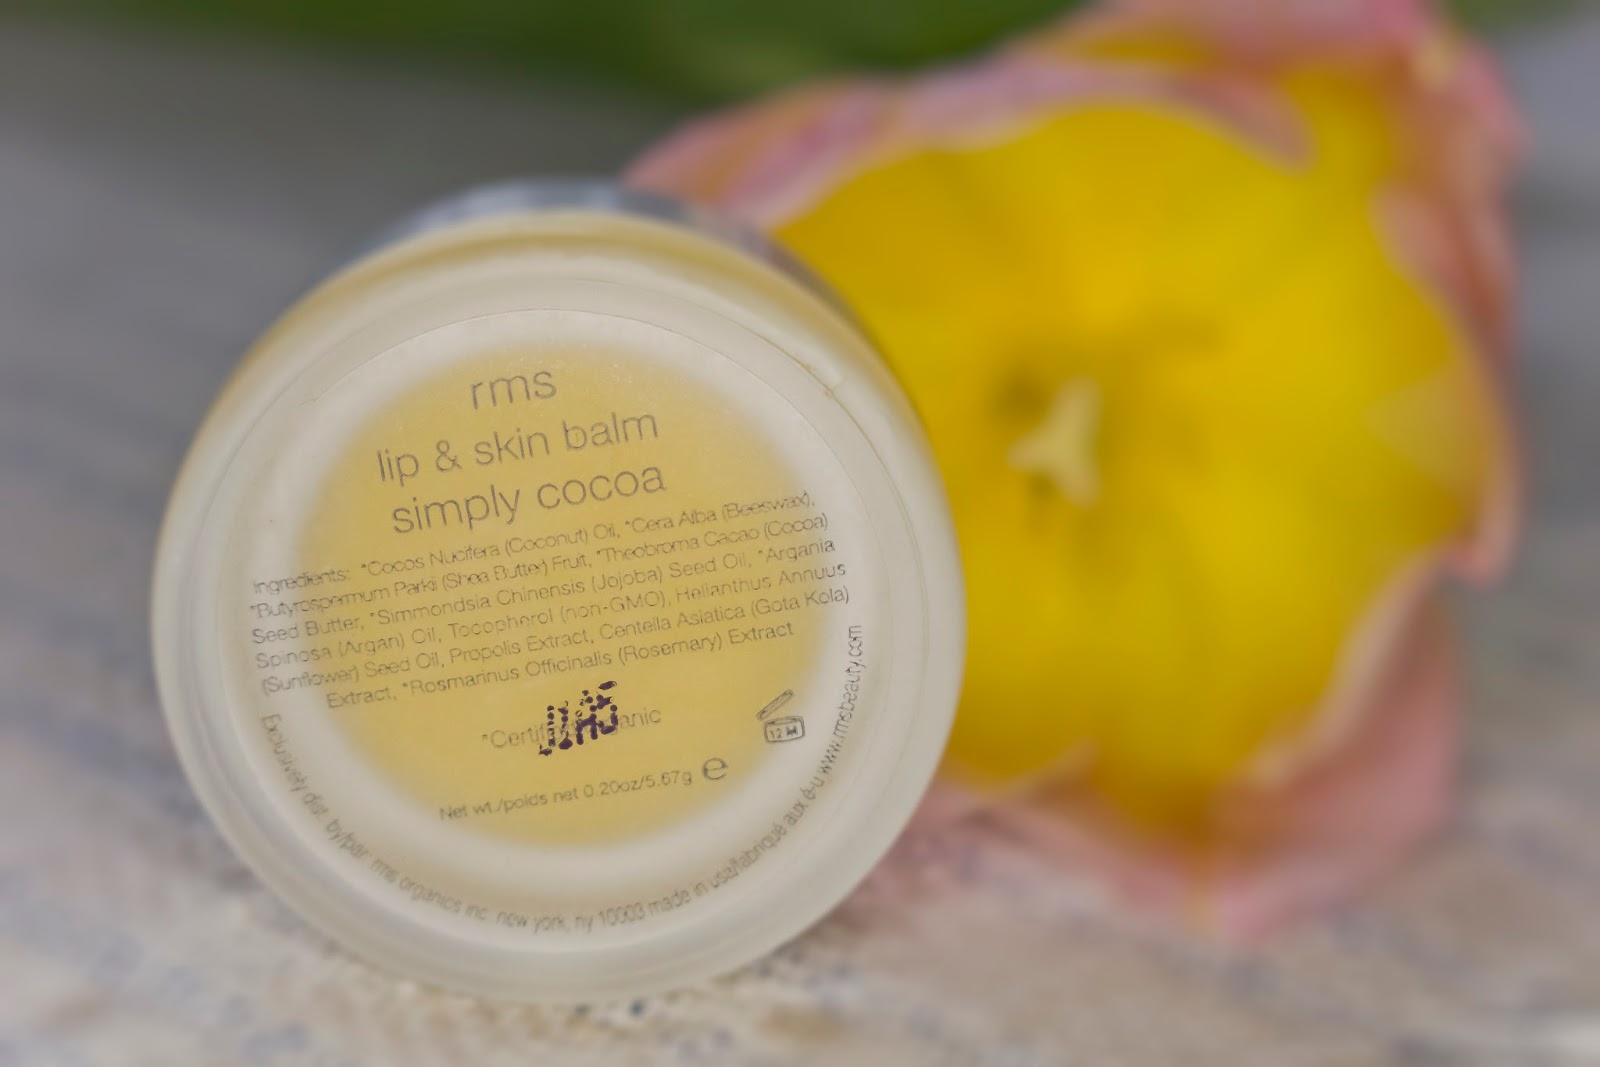 rms
lip & skin balm
simply cocoa
Ingredients: *Cocos Nucifera (Coconut) Oil, *Cera Alba (Beeswax),
*Butyrospermum Parkii (Shea Butter) Fruit, *Theobroma Cacao (Cocoa)
Seed Butter, *Simmondsia Chinensis (Jojoba) Seed Oil, *Argania
Spinosa (Argan) Oil, Tocopherol (non-GMO), Helianthus Annuus
(Sunflower) Seed Oil, Propolis Extract, Centella Asiatica (Gota Kola)
Extract, *Rosmarinus Officinalis (Rosemary) Extract
Net wt./poids net 0.20oz/5.67g e
12 M
Exclusively dist. by/par rms organics inc. new york, ny 10003 made in usa/fabriqué aux é-u www.rmsbeauty.com